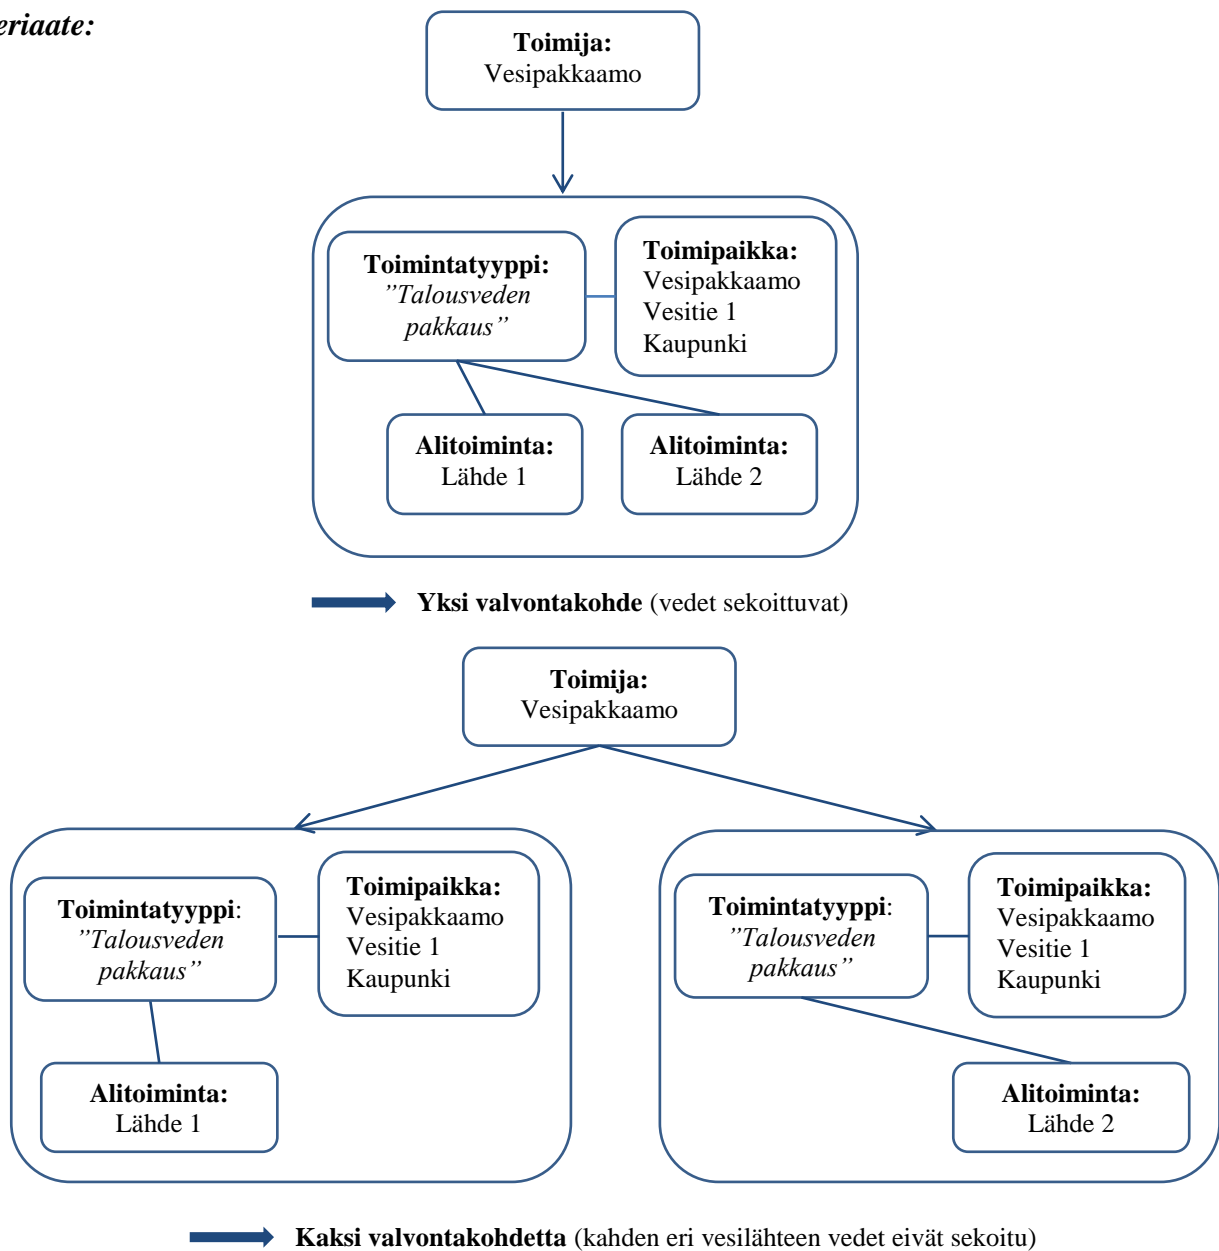 eriaate:
Toimija:
Vesipakkaamo
Toimintatyyppi:
”Talousveden
pakkaus”
Toimipaikka:
Vesipakkaamo
Vesitie 1
Kaupunki
Alitoiminta:
Lähde 1
Alitoiminta:
Lähde 2
Yksi valvontakohde (vedet sekoittuvat)
Toimija:
Vesipakkaamo
Toimintatyyppi:
”Talousveden
pakkaus”
Toimipaikka:
Vesipakkaamo
Vesitie 1
Kaupunki
Alitoiminta:
Lähde 1
Toimintatyyppi:
”Talousveden
pakkaus”
Toimipaikka:
Vesipakkaamo
Vesitie 1
Kaupunki
Alitoiminta:
Lähde 2
Kaksi valvontakohdetta (kahden eri vesilähteen vedet eivät sekoitu)